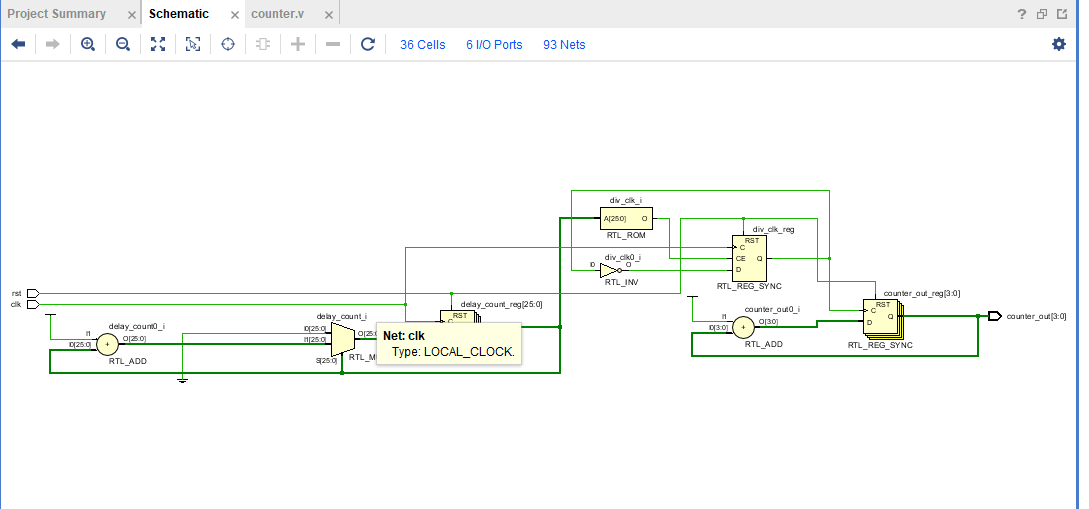 Project Summary × Schematic × counter.v ×
?
36 Cells 6 I/O Ports 93 Nets
div_clk_i
A[25:0] O
RTL_ROM
div_clk_reg
RST
C
CE Q
D
RTL_REG_SYNC
div_clk0_i
I0 O
RTL_INV
rst
clk
delay_count_reg[25:0]
RST
C
delay_count_i
I0[25:0]
I1[25:0]
S[25:0]
O[25:0]
RTL_M
delay_count0_i
I1
I0[25:0]
+
O[25:0]
RTL_ADD
Net: clk
Type: LOCAL_CLOCK.
counter_out0_i
I1
I0[3:0]
+
O[3:0]
RTL_ADD
counter_out_reg[3:0]
RST
C
Q
D
RTL_REG_SYNC
counter_out[3:0]